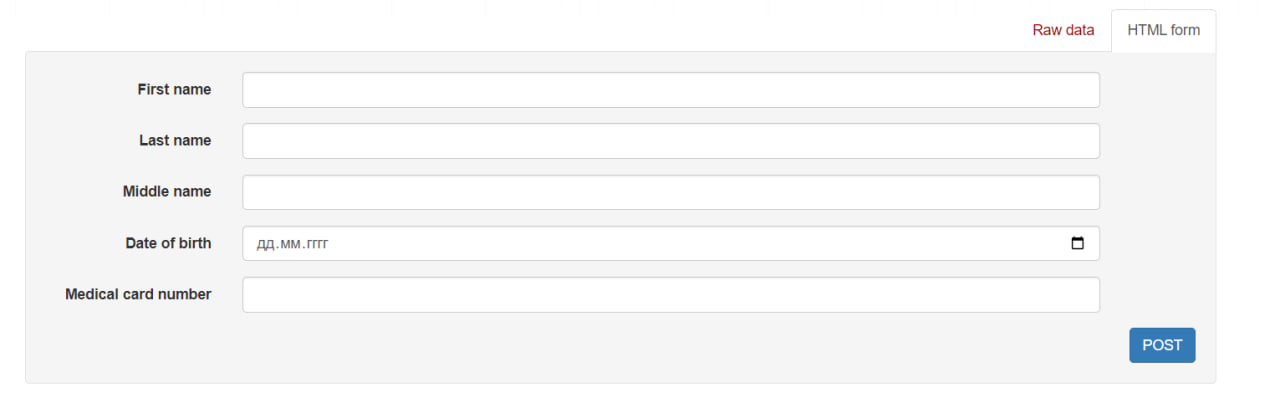 Raw data HTML form
First name
Last name
Middle name
Date of birth дд.мм.гггг
Medical card number
POST